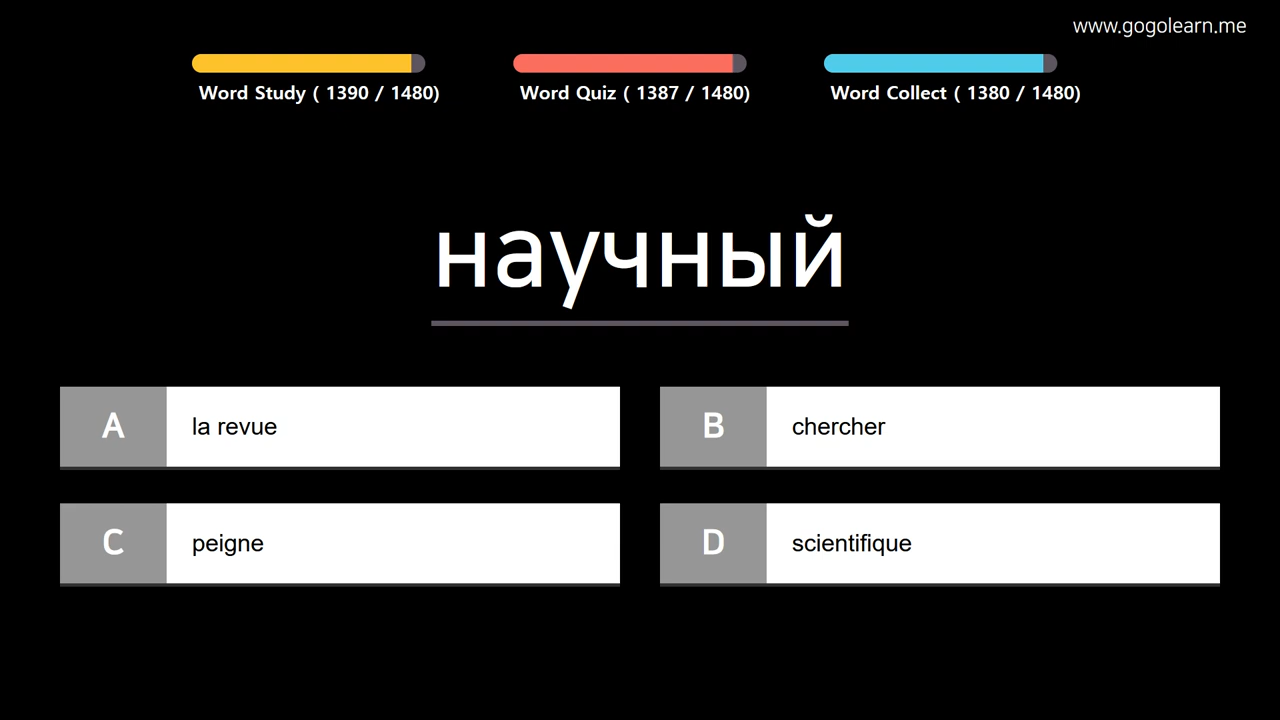 www.gogolearn.me
Word Study ( 1390 / 1480)
Word Quiz ( 1387 / 1480)
Word Collect ( 1380 / 1480)
научный
A la revue
B chercher
C peigne
D scientifique